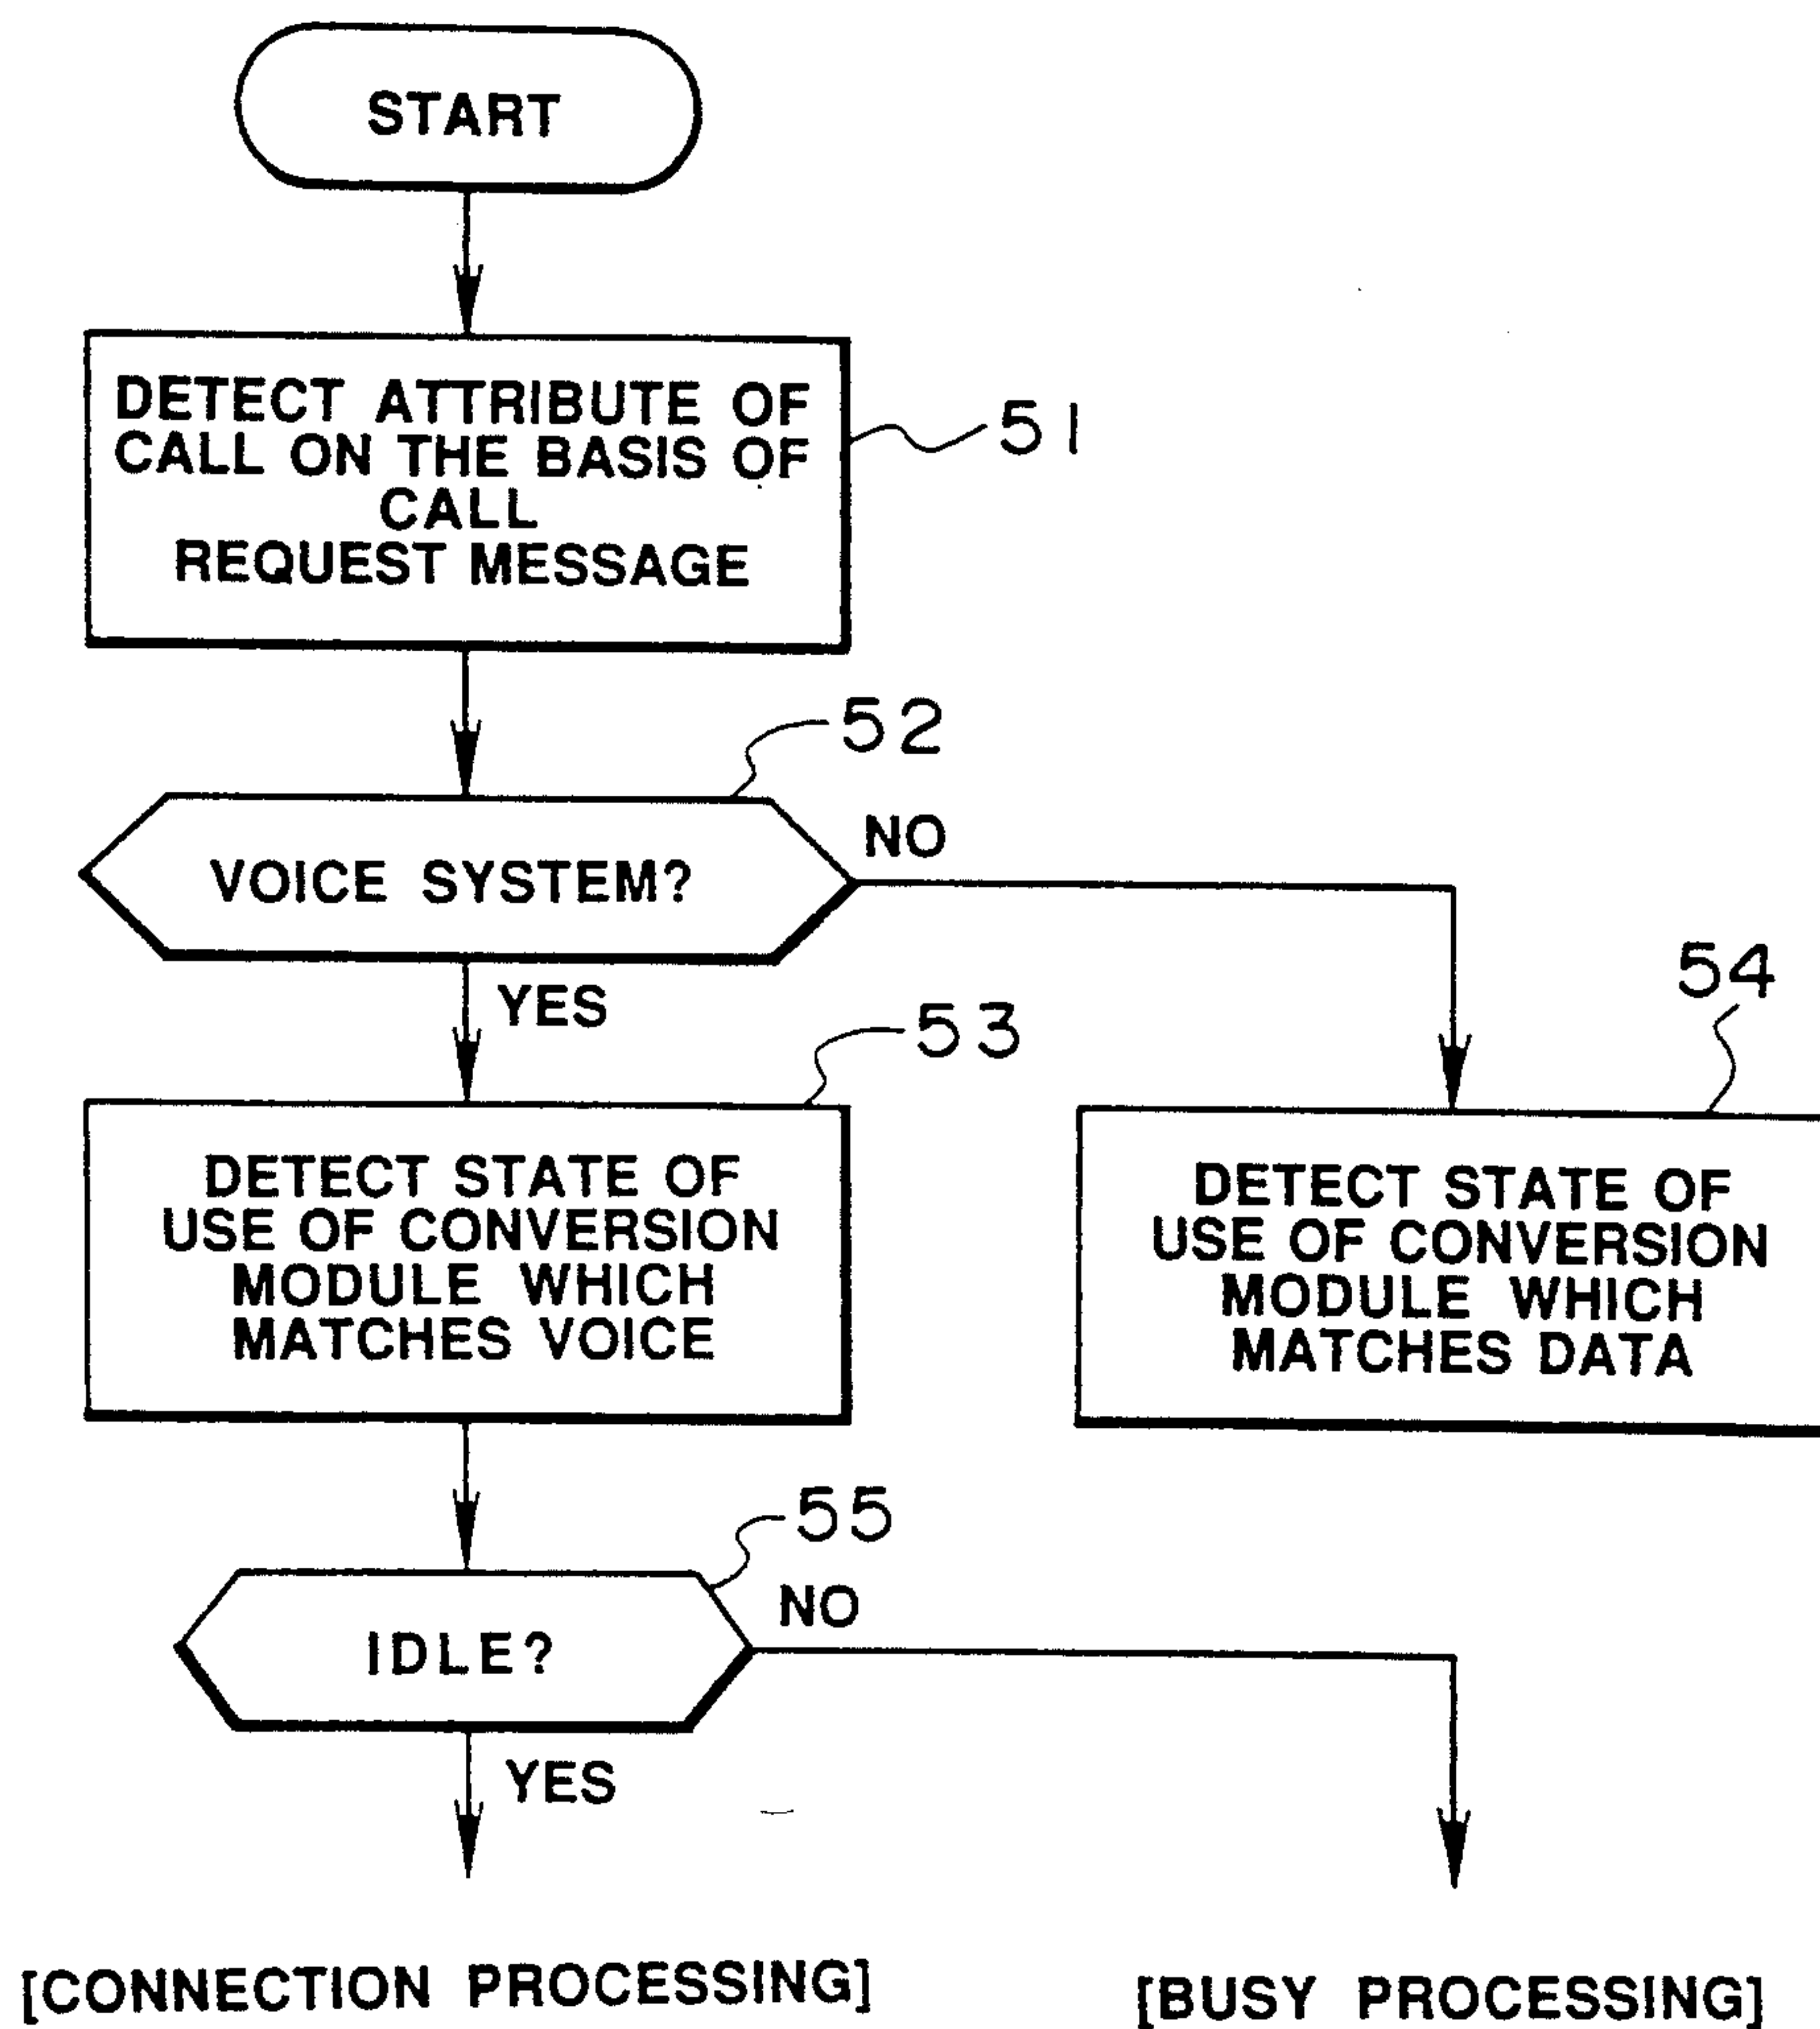 START
DETECT ATTRIBUTE OF
CALL ON THE BASIS OF
CALL
REQUEST MESSAGE
51
52
VOICE SYSTEM?
NO
YES
53
54
DETECT STATE OF
USE OF CONVERSION
MODULE WHICH
MATCHES VOICE
DETECT STATE OF
USE OF CONVERSION
MODULE WHICH
MATCHES DATA
55
IDLE?
NO
YES
[CONNECTION PROCESSING]
[BUSY PROCESSING]